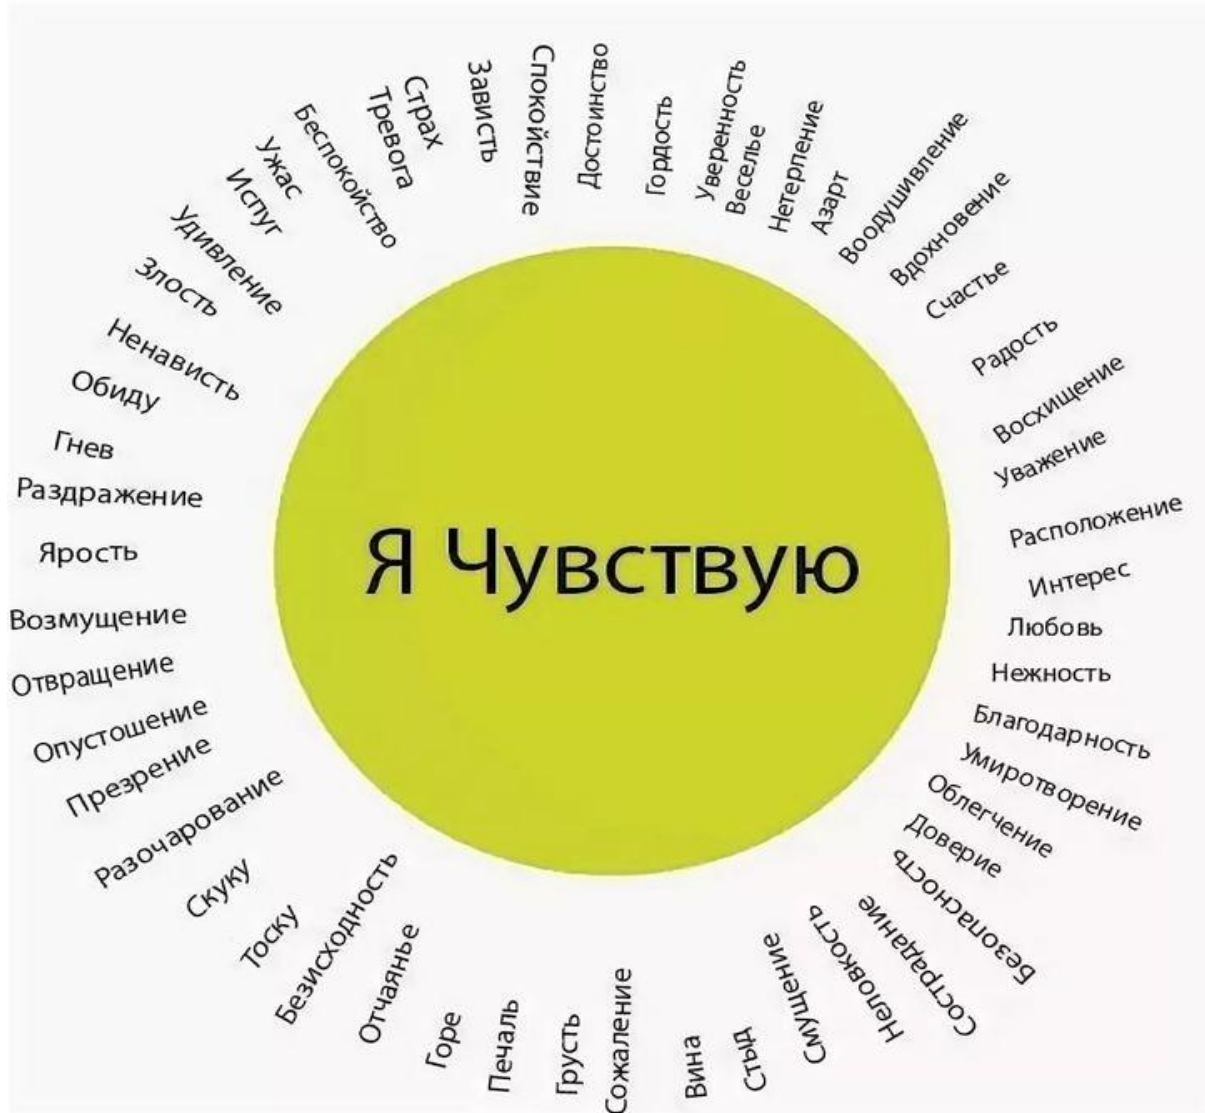 Я Чувствую
Достоинство
Гордость
Уверенность
Веселье
Нетерпение
Азарт
Воодушивление
Вдохновение
Счастье
Радость
Восхищение
Уважение
Расположение
Интерес
Любовь
Нежность
Благодарность
Умиротворение
Облегчение
Доверие
Безопасность
Сострадание
Неловкость
Смущение
Стыд
Вина
Сожаление
Грусть
Печаль
Горе
Отчаянье
Безисходность
Тоску
Скуку
Разочарование
Презрение
Опустошение
Отвращение
Возмущение
Ярость
Раздражение
Гнев
Обиду
Ненависть
Злость
Удивление
Испуг
Ужас
Беспокойство
Тревога
Страх
Зависть
Спокойствие